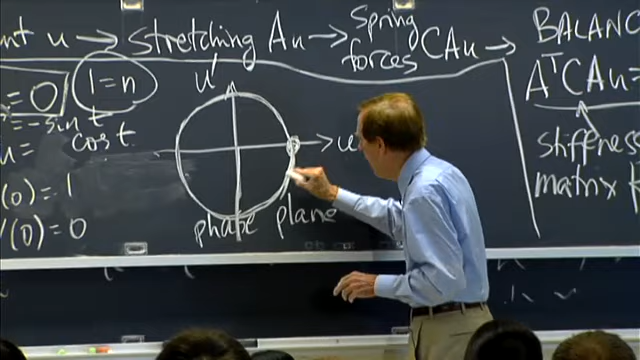 u → stretching Au → spring forces CAu → BALANC
= 0
1 = n
u'
= -sin t
u = cos t
(0) = 1
'(0) = 0
u
phase plane
AᵀCAu =
stiffness
matrix K